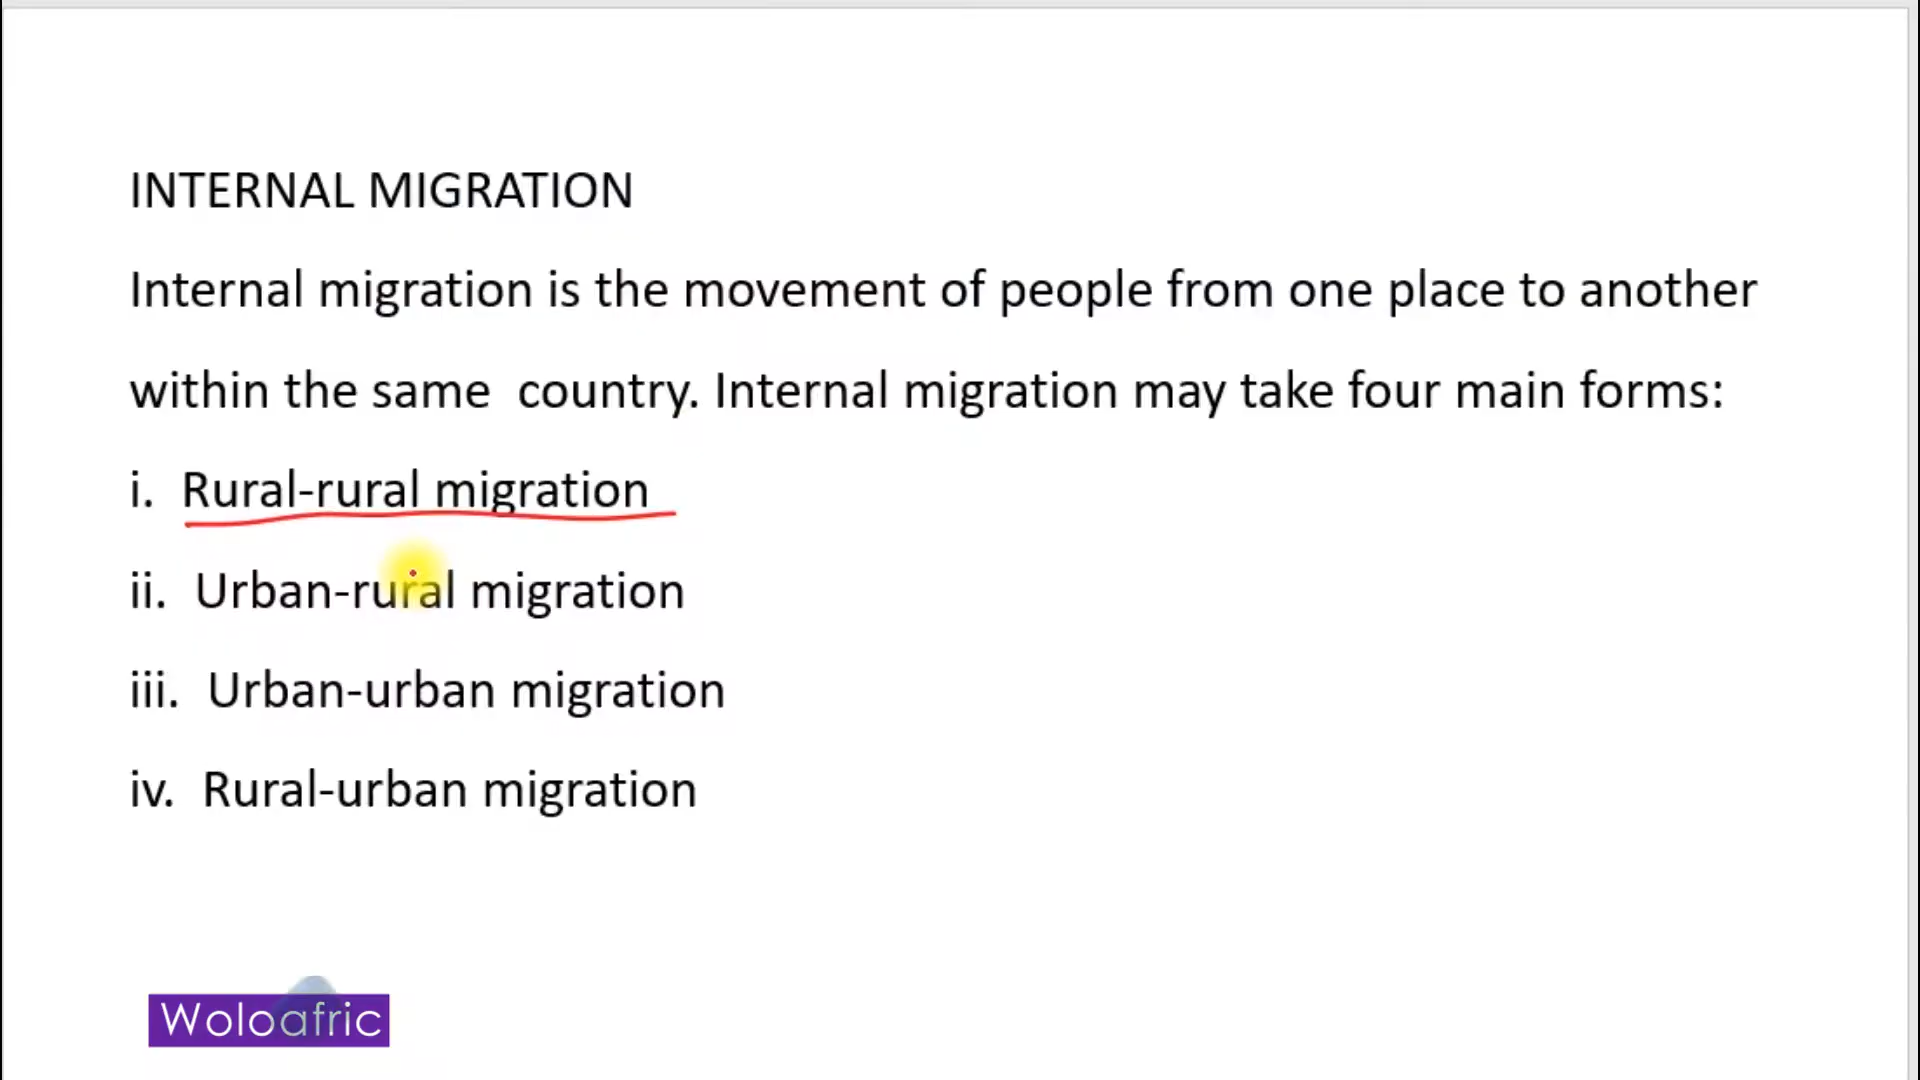 INTERNAL MIGRATION
Internal migration is the movement of people from one place to another
within the same  country. Internal migration may take four main forms:
i.  Rural-rural migration
ii.  Urban-rural migration
iii.  Urban-urban migration
iv.  Rural-urban migration
Woloafric